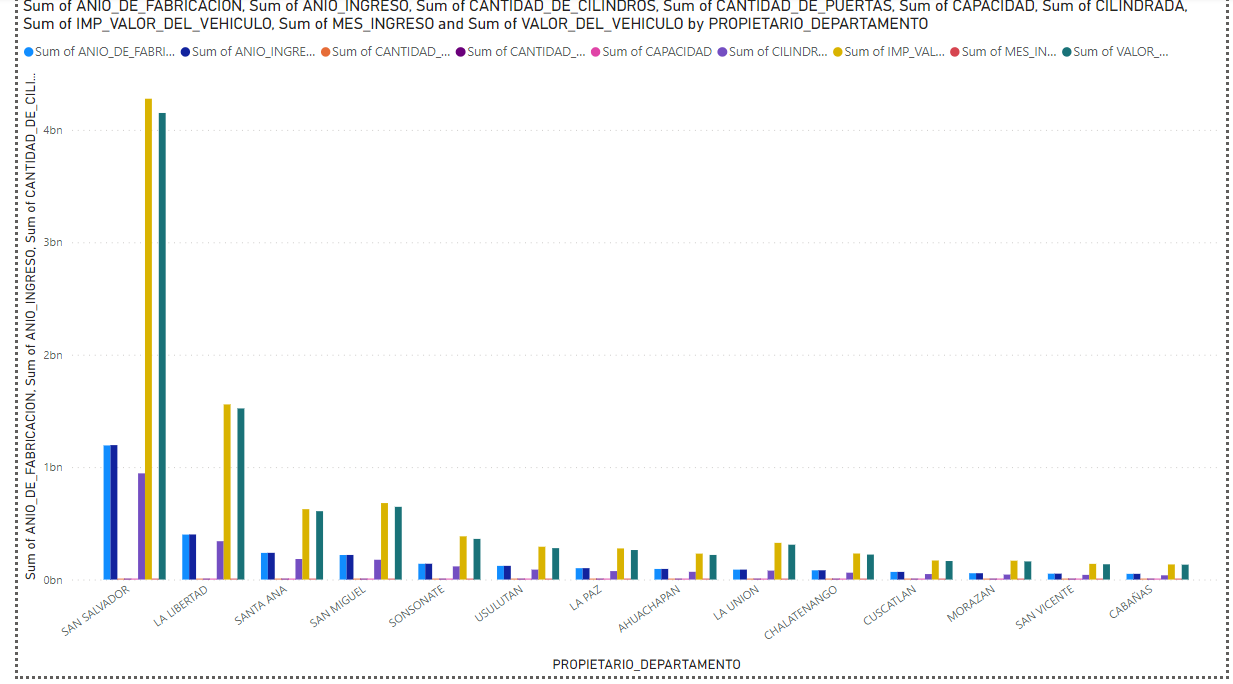 Sum of ANIO_DE_FABRICACION, Sum of ANIO_INGRESO, Sum of CANTIDAD_DE_CILINDROS, Sum of CANTIDAD_DE_PUERTAS, Sum of CAPACIDAD, Sum of CILINDRADA,
Sum of IMP_VALOR_DEL_VEHICULO, Sum of MES_INGRESO and Sum of VALOR_DEL_VEHICULO by PROPIETARIO_DEPARTAMENTO
Sum of ANIO_DE_FABRI... Sum of ANIO_INGRE... Sum of CANTIDAD_... Sum of CANTIDAD_... Sum of CAPACIDAD Sum of CILINDR... Sum of IMP_VAL... Sum of MES_IN... Sum of VALOR_...
Sum of ANIO_DE_FABRICACION, Sum of ANIO_INGRESO, Sum of CANTIDAD_DE_CILI...
4bn
3bn
2bn
1bn
0bn
SAN SALVADOR
LA LIBERTAD
SANTA ANA
SAN MIGUEL
SONSONATE
USULUTAN
LA PAZ
AHUACHAPAN
LA UNION
CHALATENANGO
CUSCATLAN
MORAZAN
SAN VICENTE
CABAÑAS
PROPIETARIO_DEPARTAMENTO